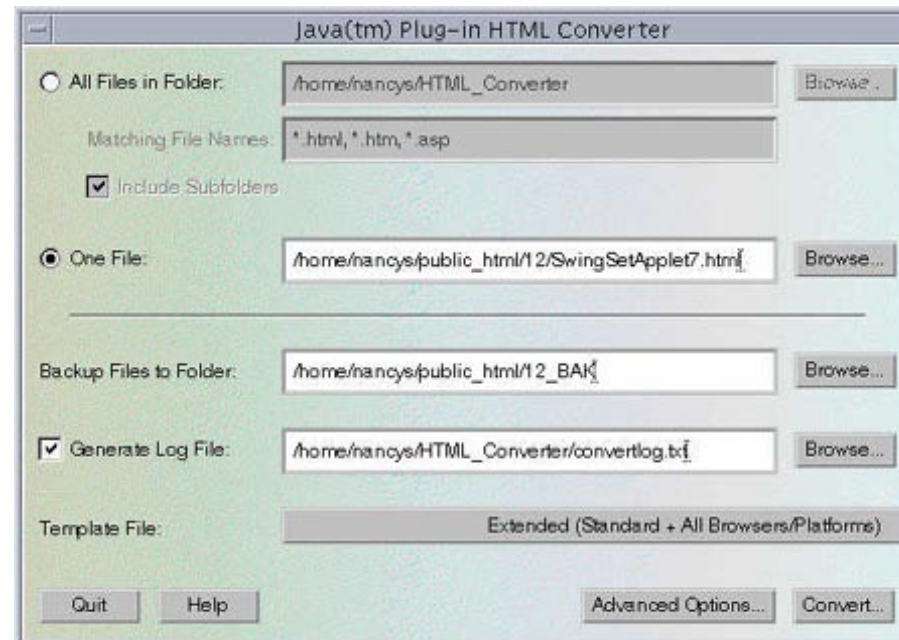 Java(tm) Plug-in HTML Converter
All Files in Folder: /home/nancys/HTML_Converter Browse...
Matching File Names: *.html, *.htm, *.asp
Include Subfolders
One File: /home/nancys/public_html/12/SwingSetApplet7.html Browse...
Backup Files to Folder: /home/nancys/public_html/12_BAK Browse...
Generate Log File: /home/nancys/HTML_Converter/convertlog.txt Browse...
Template File: Extended (Standard + All Browsers/Platforms)
Quit Help Advanced Options... Convert...